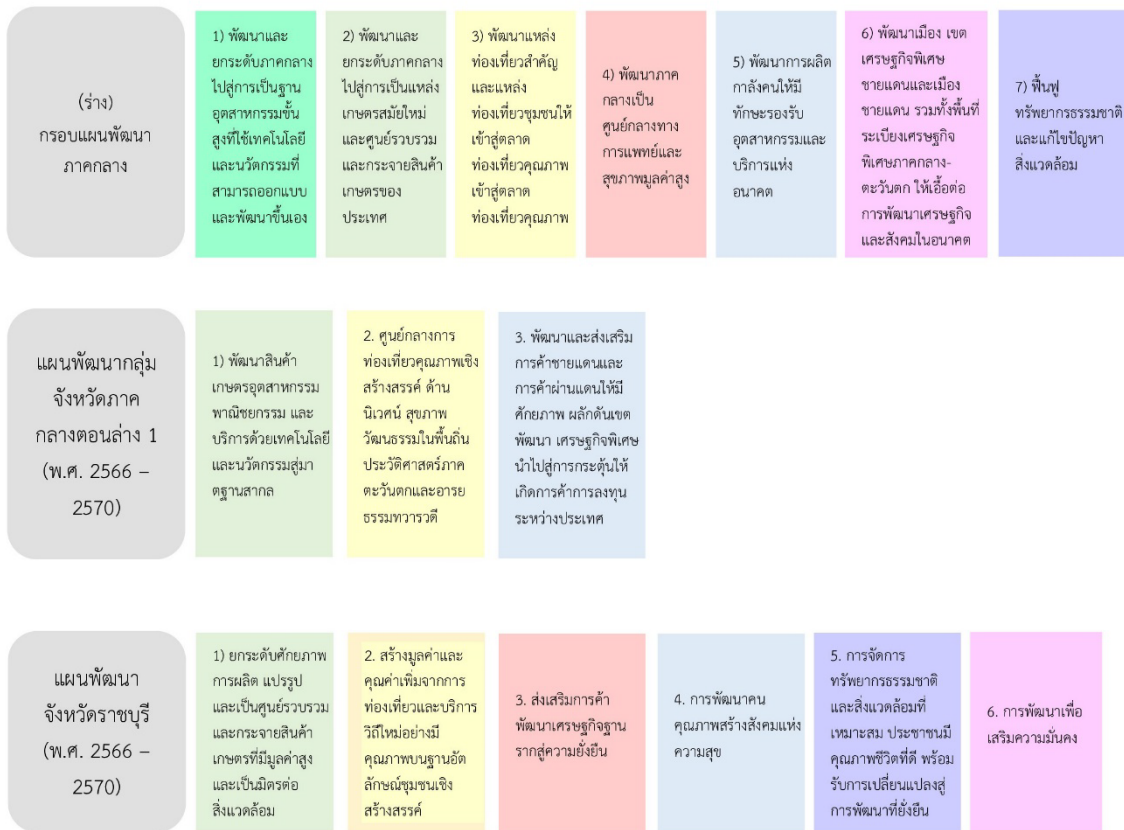 (ร่าง)
กรอบแผนพัฒนา
ภาคกลาง
1) พัฒนาและ
ยกระดับภาคกลาง
ไปสู่การเป็นฐาน
อุตสาหกรรมขั้น
สูงที่ใช้เทคโนโลยี
และนวัตกรรมที่
สามารถออกแบบ
และพัฒนาขึ้นเอง
2) พัฒนาและ
ยกระดับภาคกลาง
ไปสู่การเป็นแหล่ง
เกษตรสมัยใหม่
และศูนย์รวบรวม
และกระจายสินค้า
เกษตรของ
ประเทศ
3) พัฒนาแหล่ง
ท่องเที่ยวสำคัญ
และแหล่ง
ท่องเที่ยวชุมชนให้
เข้าสู่ตลาด
ท่องเที่ยวคุณภาพ
เข้าสู่ตลาด
ท่องเที่ยวคุณภาพ
4) พัฒนาภาค
กลางเป็น
ศูนย์กลางทาง
การแพทย์และ
สุขภาพมูลค่าสูง
5) พัฒนาการผลิต
กาลังคนให้มี
ทักษะรองรับ
อุตสาหกรรมและ
บริการแห่ง
อนาคต
6) พัฒนาเมือง เขต
เศรษฐกิจพิเศษ
ชายแดนและเมือง
ชายแดน รวมทั้งพื้นที่
ระเบียงเศรษฐกิจ
พิเศษภาคกลาง-
ตะวันตก ให้เอื้อต่อ
การพัฒนาเศรษฐกิจ
และสังคมในอนาคต
7) ฟื้นฟู
ทรัพยากรธรรมชาติ
และแก้ไขปัญหา
สิ่งแวดล้อม
แผนพัฒนากลุ่ม
จังหวัดภาค
กลางตอนล่าง 1
(พ.ศ. 2566 –
2570)
1) พัฒนาสินค้า
เกษตรอุตสาหกรรม
พาณิชยกรรม และ
บริการด้วยเทคโนโลยี
และนวัตกรรมสู่มา
ตฐานสากล
2. ศูนย์กลางการ
ท่องเที่ยวคุณภาพเชิง
สร้างสรรค์ ด้าน
นิเวศน์ สุขภาพ
วัฒนธรรมในพื้นถิ่น
ประวัติศาสตร์ภาค
ตะวันตกและอารย
ธรรมทวารวดี
3. พัฒนาและส่งเสริม
การค้าชายแดนและ
การค้าผ่านแดนให้มี
ศักยภาพ ผลักดันเขต
พัฒนา เศรษฐกิจพิเศษ
นำไปสู่การกระตุ้นให้
เกิดการค้าการลงทุน
ระหว่างประเทศ
แผนพัฒนา
จังหวัดราชบุรี
(พ.ศ. 2566 –
2570)
1) ยกระดับศักยภาพ
การผลิต แปรรูป
และเป็นศูนย์รวบรวม
และกระจายสินค้า
เกษตรที่มีมูลค่าสูง
และเป็นมิตรต่อ
สิ่งแวดล้อม
2. สร้างมูลค่าและ
คุณค่าเพิ่มจากการ
ท่องเที่ยวและบริการ
วิถีใหม่อย่างมี
คุณภาพบนฐานอัต
ลักษณ์ชุมชนเชิง
สร้างสรรค์
3. ส่งเสริมการค้า
พัฒนาเศรษฐกิจฐาน
รากสู่ความยั่งยืน
4. การพัฒนาคน
คุณภาพสร้างสังคมแห่ง
ความสุข
5. การจัดการ
ทรัพยากรธรรมชาติ
และสิ่งแวดล้อมที่
เหมาะสม ประชาชนมี
คุณภาพชีวิตที่ดี พร้อม
รับการเปลี่ยนแปลงสู่
การพัฒนาที่ยั่งยืน
6. การพัฒนาเพื่อ
เสริมความมั่นคง